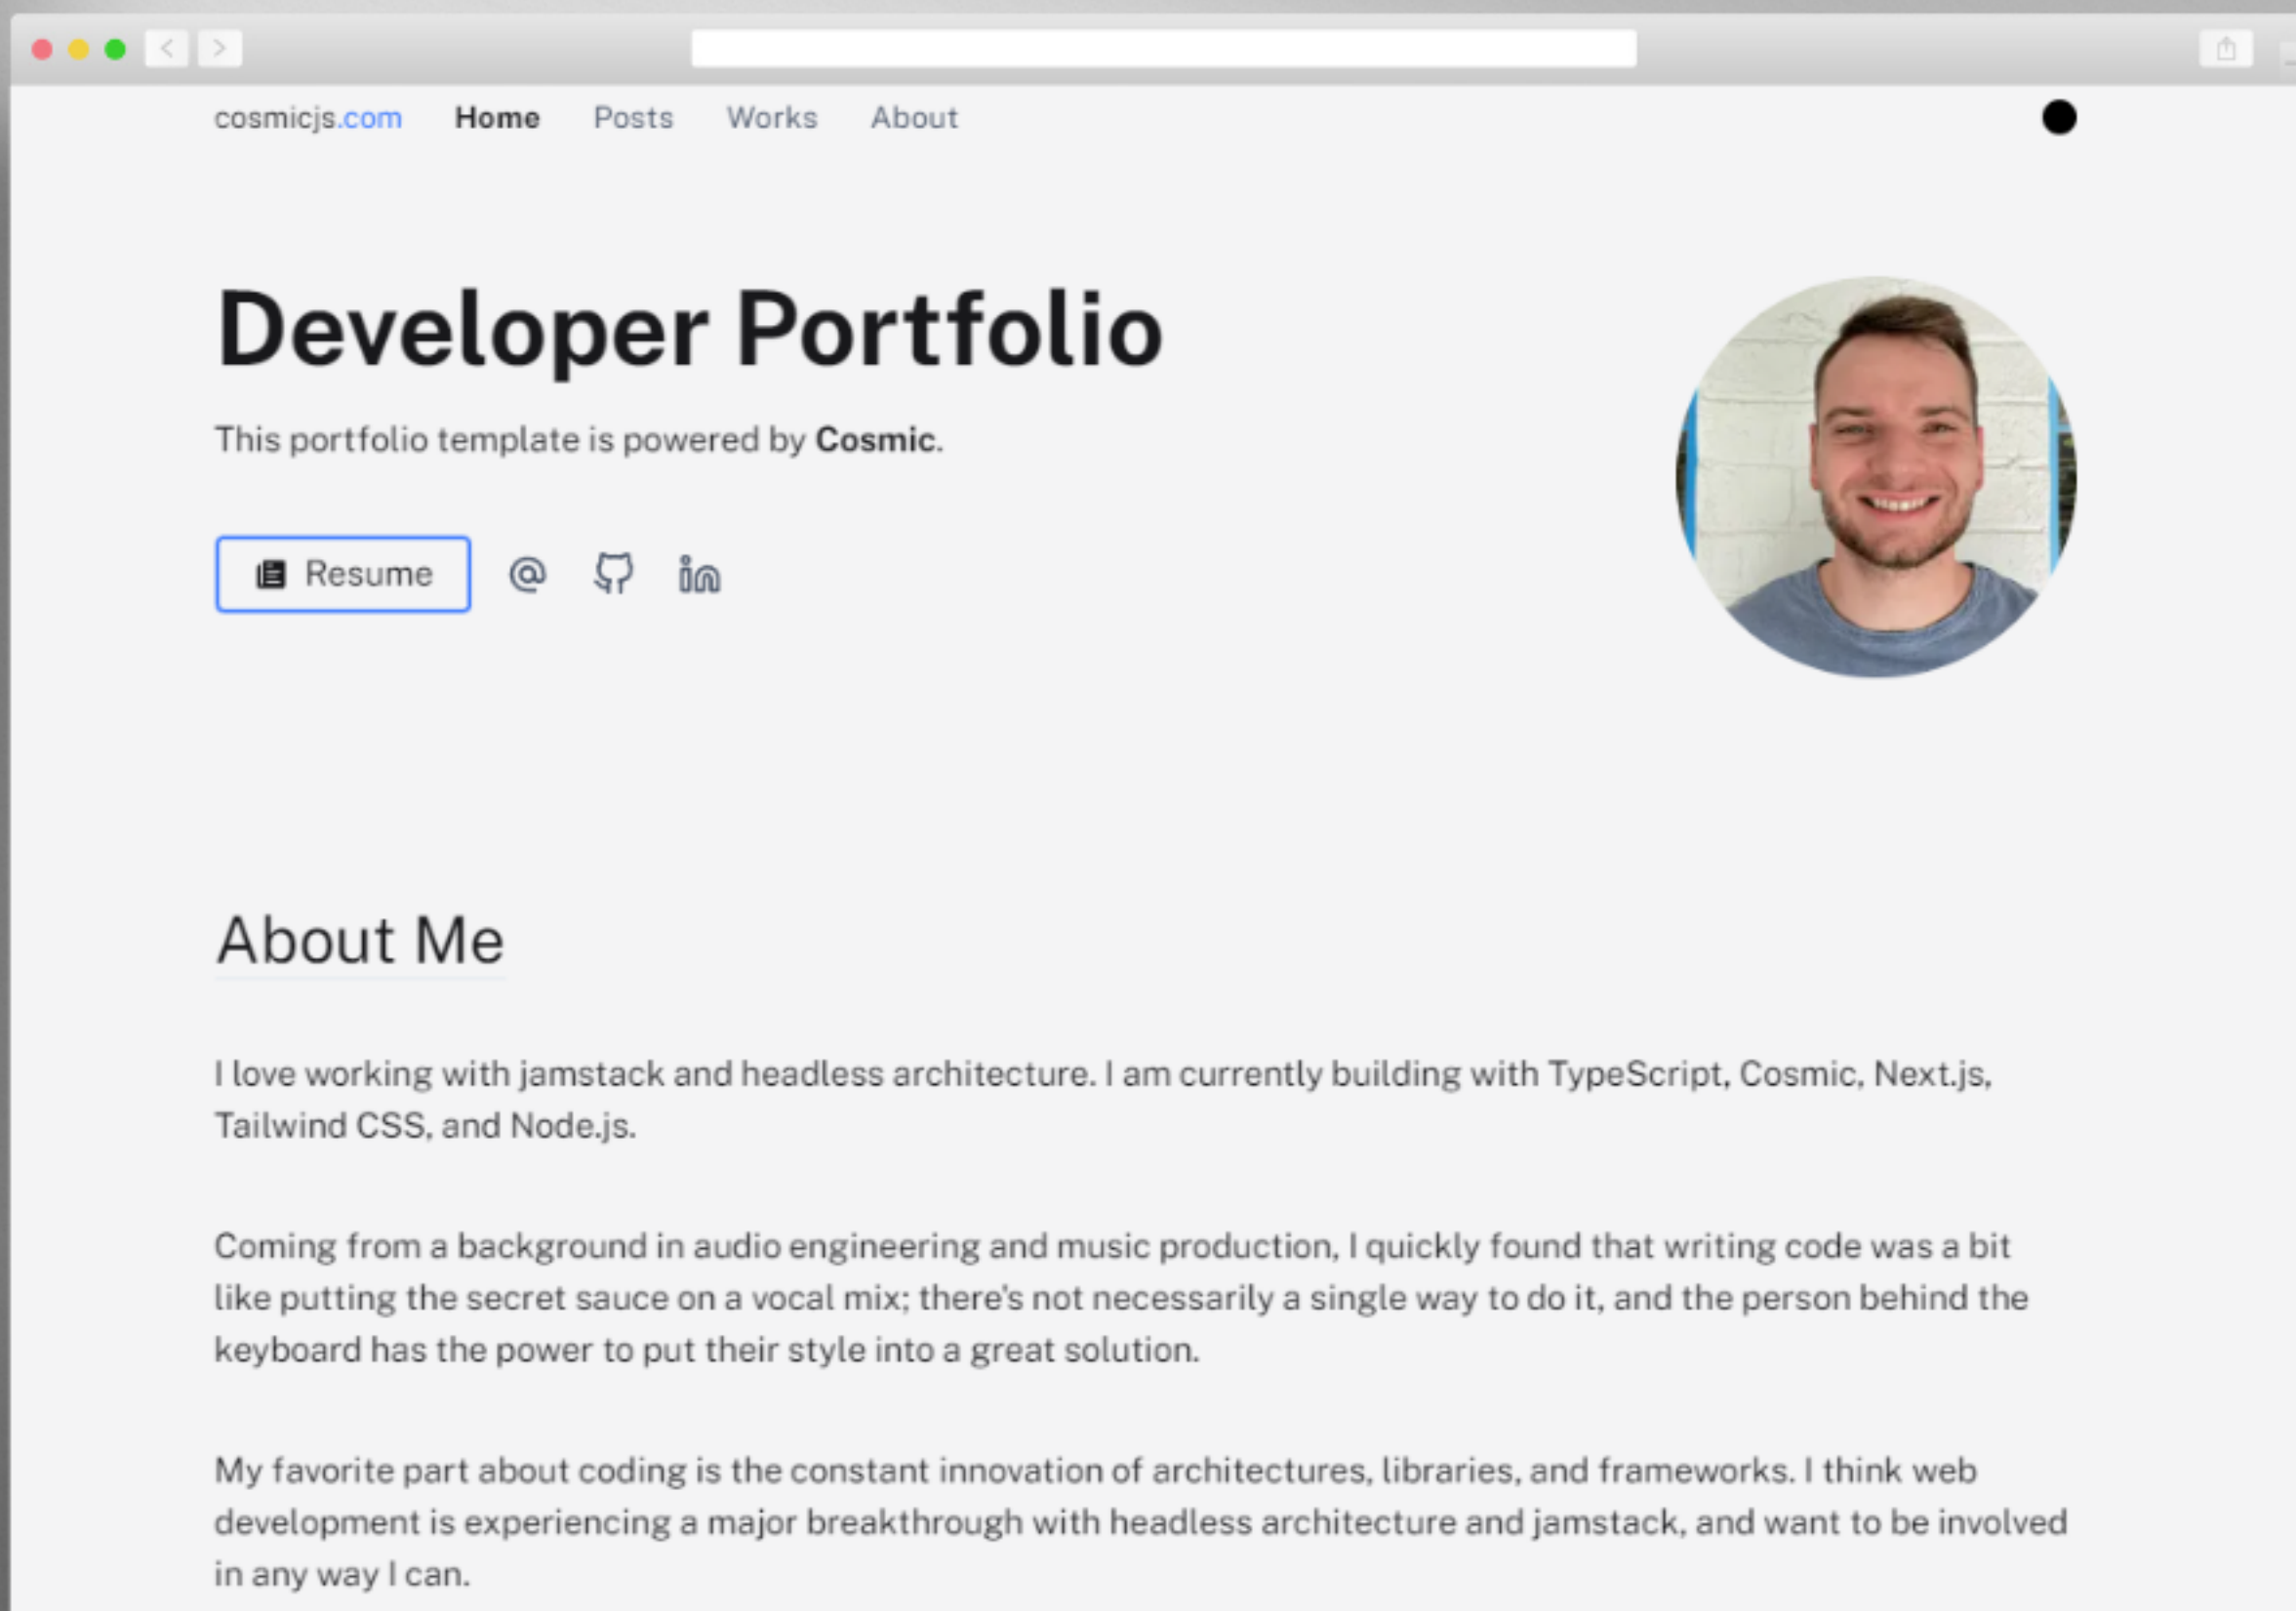 cosmicjs.com Home Posts Works About
Developer Portfolio
This portfolio template is powered by Cosmic.
Resume
About Me
I love working with jamstack and headless architecture. I am currently building with TypeScript, Cosmic, Next.js,
Tailwind CSS, and Node.js.
Coming from a background in audio engineering and music production, I quickly found that writing code was a bit
like putting the secret sauce on a vocal mix; there's not necessarily a single way to do it, and the person behind the
keyboard has the power to put their style into a great solution.
My favorite part about coding is the constant innovation of architectures, libraries, and frameworks. I think web
development is experiencing a major breakthrough with headless architecture and jamstack, and want to be involved
in any way I can.